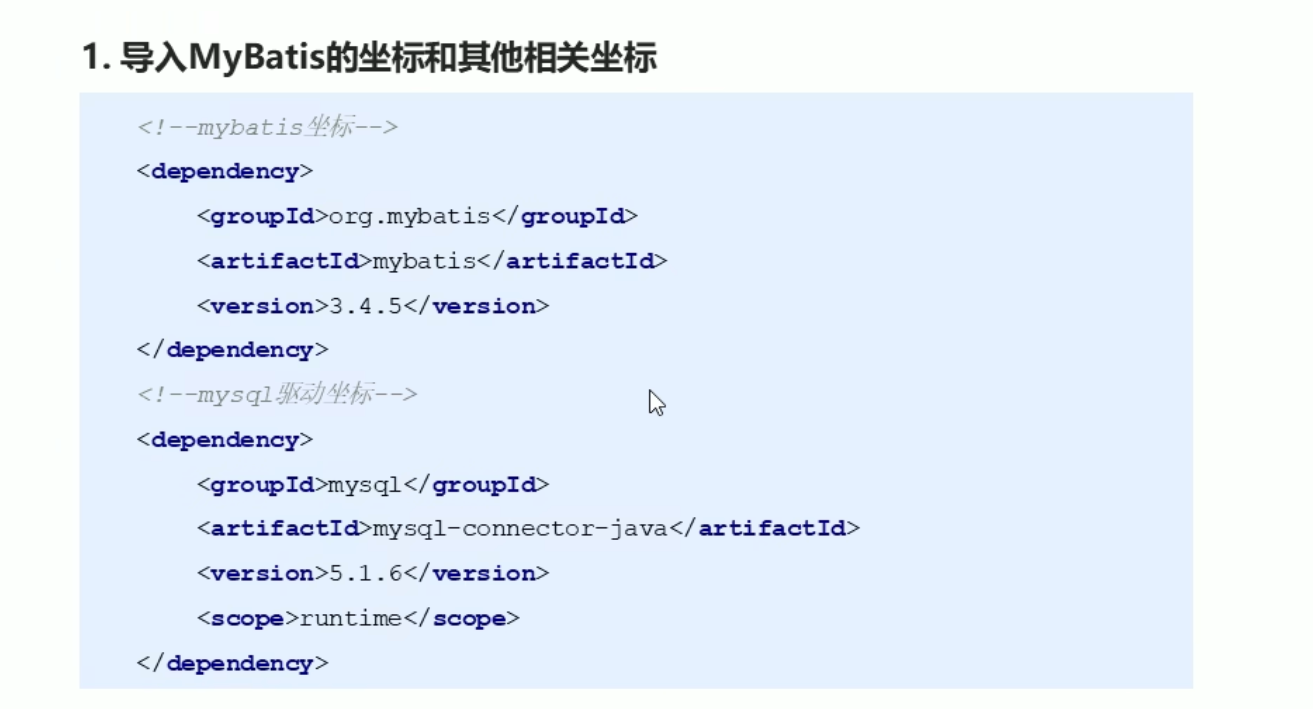 1. 导入MyBatis的坐标和其他相关坐标
<!--mybatis坐标-->
<dependency>
<groupId>org.mybatis</groupId>
<artifactId>mybatis</artifactId>
<version>3.4.5</version>
</dependency>
<!--mysql驱动坐标-->
<dependency>
<groupId>mysql</groupId>
<artifactId>mysql-connector-java</artifactId>
<version>5.1.6</version>
<scope>runtime</scope>
</dependency>